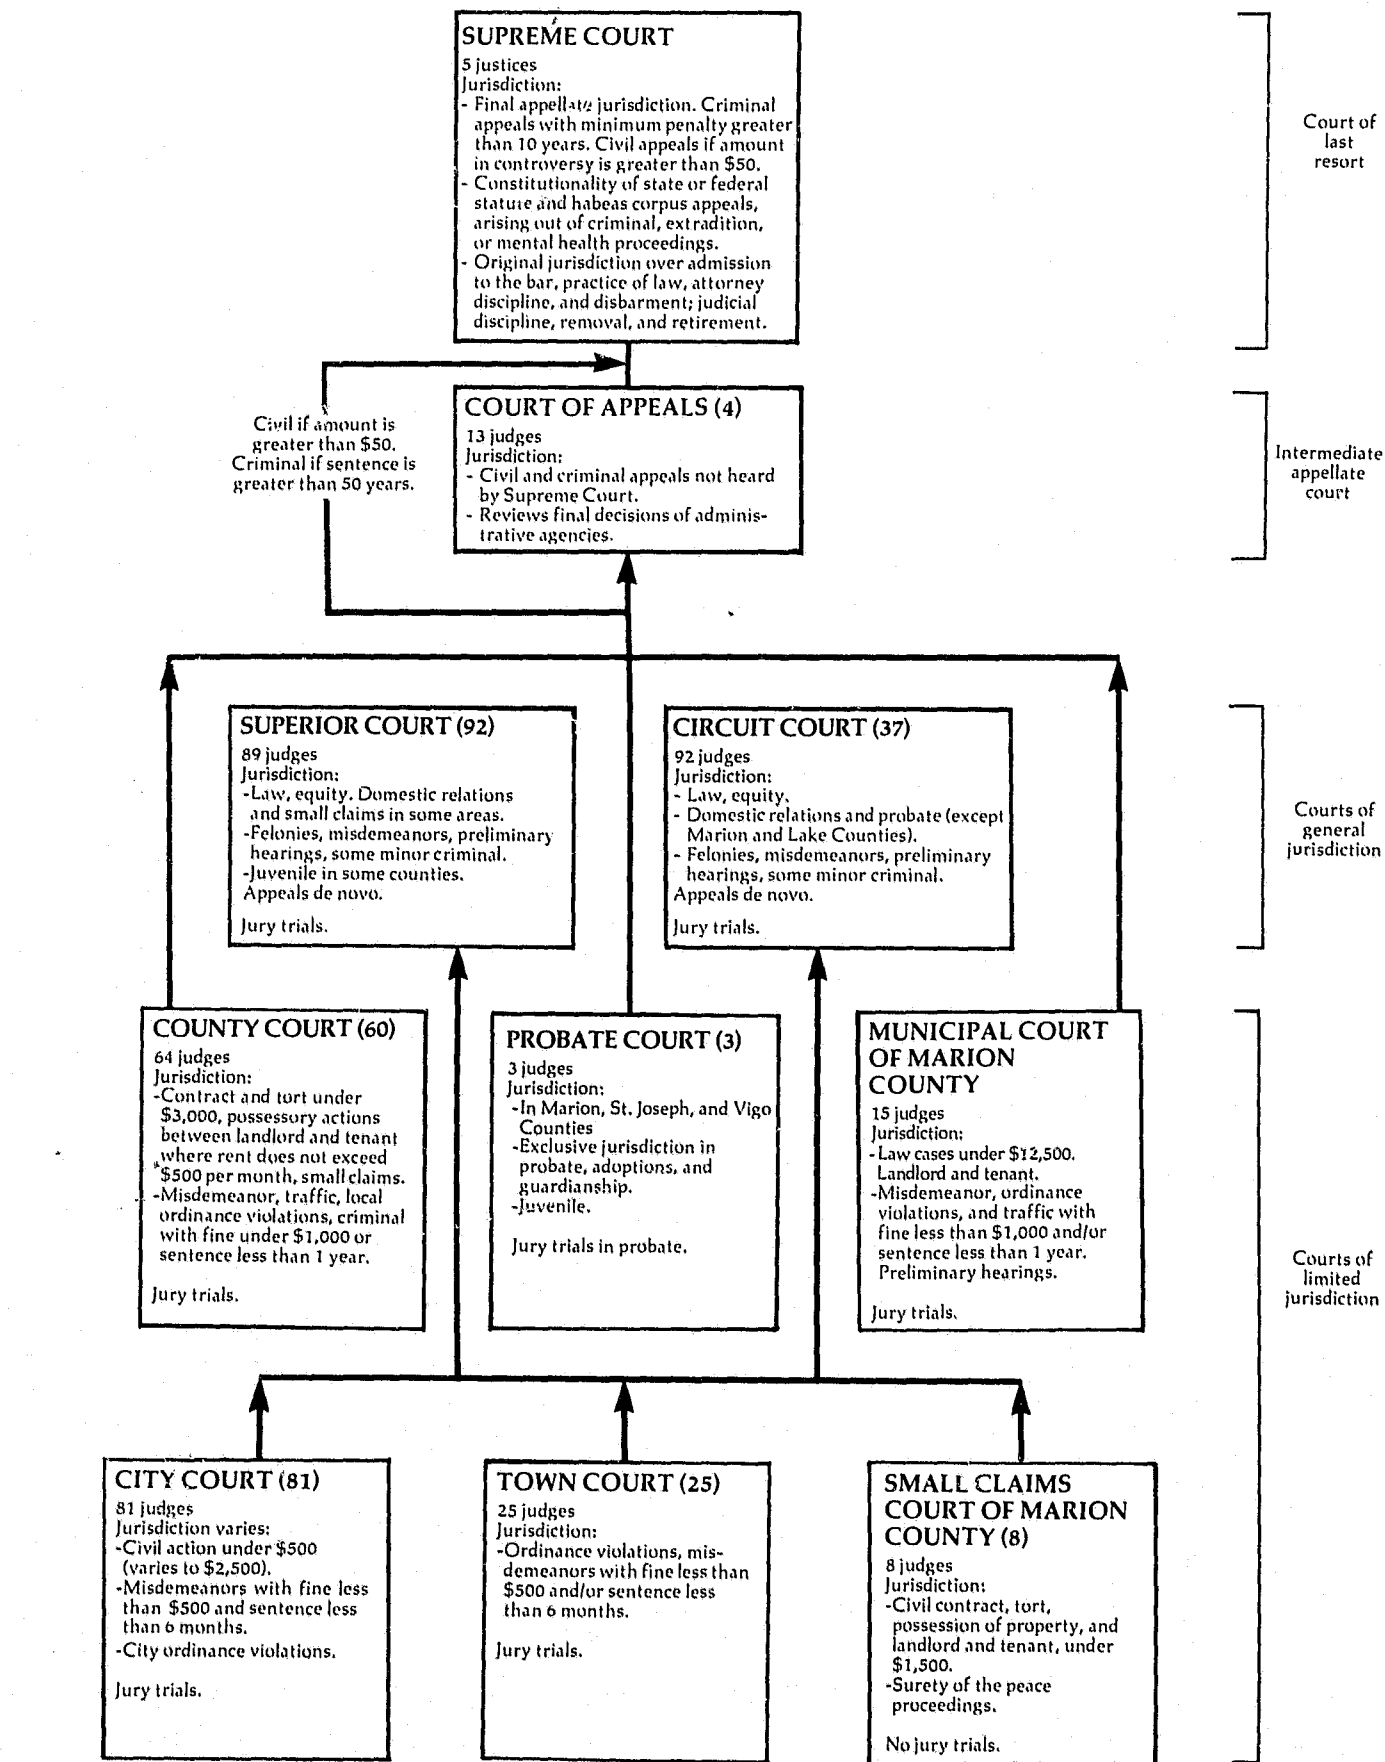 SUPREME COURT
5 justices
Jurisdiction:
- Final appellate jurisdiction. Criminal
appeals with minimum penalty greater
than 10 years. Civil appeals if amount
in controversy is greater than $50.
- Constitutionality of state or federal
statute and habeas corpus appeals,
arising out of criminal, extradition,
or mental health proceedings.
- Original jurisdiction over admission
to the bar, practice of law, attorney
discipline, and disbarment; judicial
discipline, removal, and retirement.
Court of
last
resort
Civil if amount is
greater than $50.
Criminal if sentence is
greater than 50 years.
COURT OF APPEALS (4)
13 judges
Jurisdiction:
- Civil and criminal appeals not heard
by Supreme Court.
- Reviews final decisions of adminis-
trative agencies.
Intermediate
appellate
court
SUPERIOR COURT (92)
89 judges
Jurisdiction:
-Law, equity. Domestic relations
and small claims in some areas.
-Felonies, misdemeanors, preliminary
hearings, some minor criminal.
-Juvenile in some counties.
Appeals de novo.
Jury trials.
CIRCUIT COURT (37)
92 judges
Jurisdiction:
- Law, equity.
- Domestic relations and probate (except
Marion and Lake Counties).
- Felonies, misdemeanors, preliminary
hearings, some minor criminal.
Appeals de novo.
Jury trials.
Courts of
general
jurisdiction
COUNTY COURT (60)
64 judges
Jurisdiction:
-Contract and tort under
$3,000, possessory actions
between landlord and tenant
where rent does not exceed
$500 per month, small claims.
-Misdemeanor, traffic, local
ordinance violations, criminal
with fine under $1,000 or
sentence less than 1 year.
Jury trials.
PROBATE COURT (3)
3 judges
Jurisdiction:
-In Marion, St. Joseph, and Vigo
Counties
-Exclusive jurisdiction in
probate, adoptions, and
guardianship.
-Juvenile.
Jury trials in probate.
MUNICIPAL COURT
OF MARION
COUNTY
15 judges
Jurisdiction:
-Law cases under $12,500.
Landlord and tenant.
-Misdemeanor, ordinance
violations, and traffic with
fine less than $1,000 and/or
sentence less than 1 year.
Preliminary hearings.
Jury trials.
Courts of
limited
jurisdiction
CITY COURT (81)
81 judges
Jurisdiction varies:
-Civil action under $500
(varies to $2,500).
-Misdemeanors with fine less
than $500 and sentence less
than 6 months.
-City ordinance violations.
Jury trials.
TOWN COURT (25)
25 judges
Jurisdiction:
-Ordinance violations, mis-
demeanors with fine less than
$500 and/or sentence less
than 6 months.
Jury trials.
SMALL CLAIMS
COURT OF MARION
COUNTY (8)
8 judges
Jurisdiction:
-Civil contract, tort,
possession of property, and
landlord and tenant, under
$1,500.
-Surety of the peace
proceedings.
No jury trials.